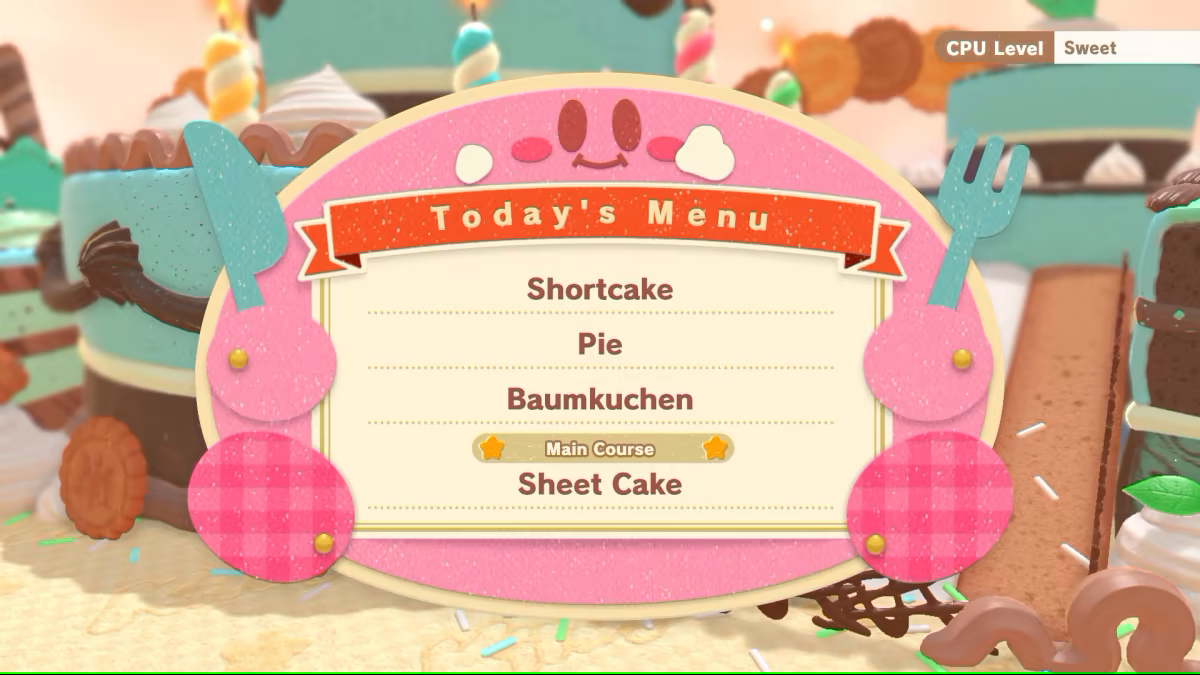 CPU Level Sweet
Today's Menu
Shortcake
Pie
Baumkuchen
Main Course
Sheet Cake